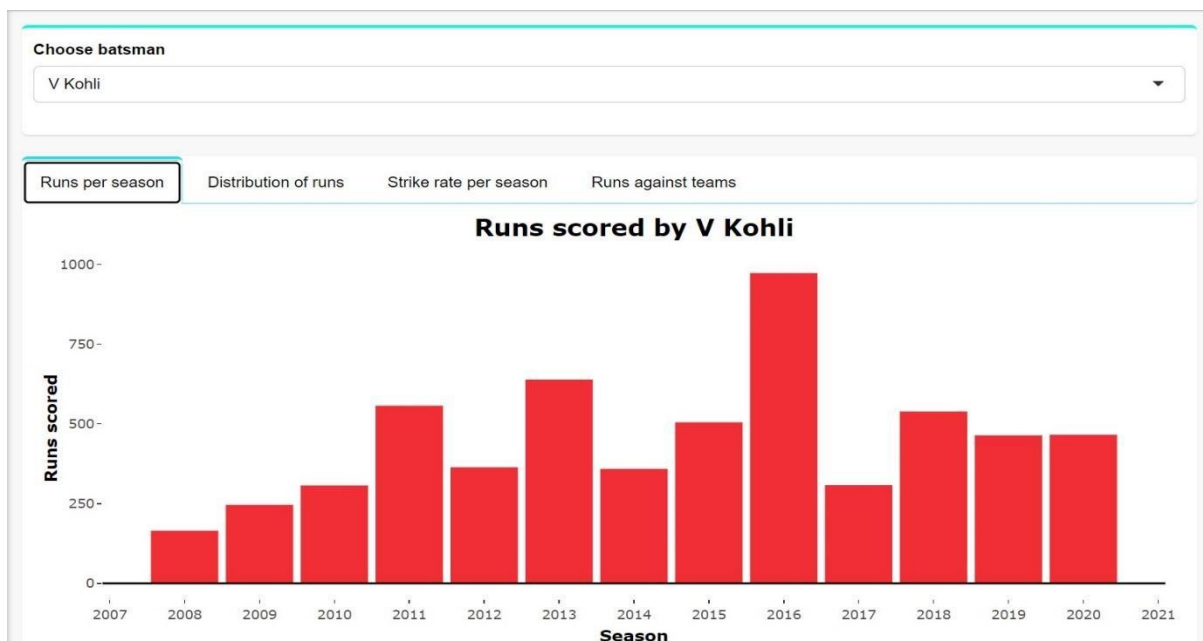 Choose batsman
V Kohli
Runs per season Distribution of runs Strike rate per season Runs against teams
Runs scored by V Kohli
1000
750
500
250
0
Runs scored
2007 2008 2009 2010 2011 2012 2013 2014 2015 2016 2017 2018 2019 2020 2021
Season